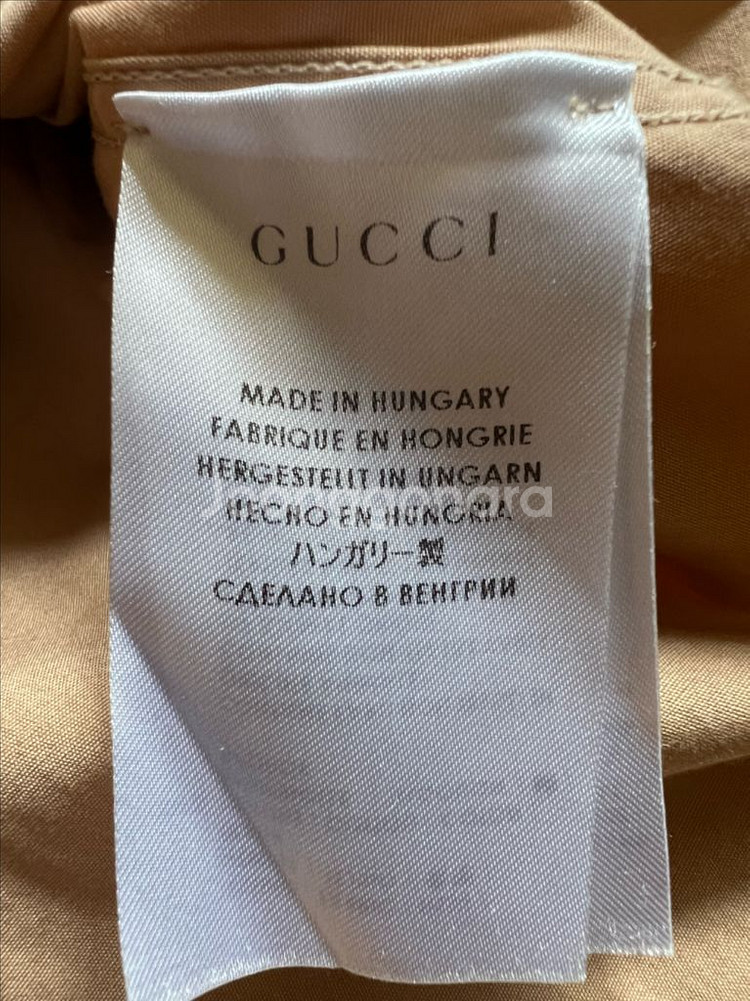 GUCCI
MADE IN HUNGARY
FABRIQUE EN HONGRIE
HERGESTELLT IN UNGARN
HECHO EN HUNGRIA
ハンガリー製
СДЕЛАНО В ВЕНГРИИ